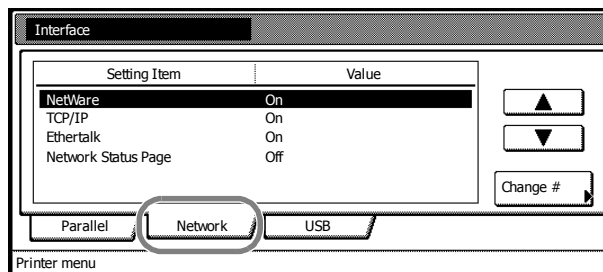 Interface
Setting Item Value
NetWare On
TCP/IP On
Ethertalk On
Network Status Page Off
Change #
Parallel Network USB
Printer menu